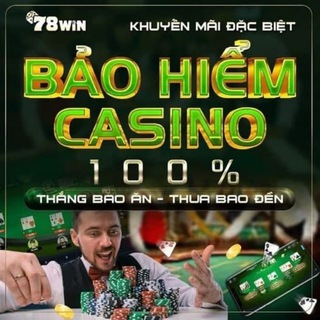 78WIN
KHUYẾN MÃI ĐẶC BIỆT
BẢO HIỂM
CASINO
100%
THẮNG BAO ĂN - THUA BAO ĐỀN